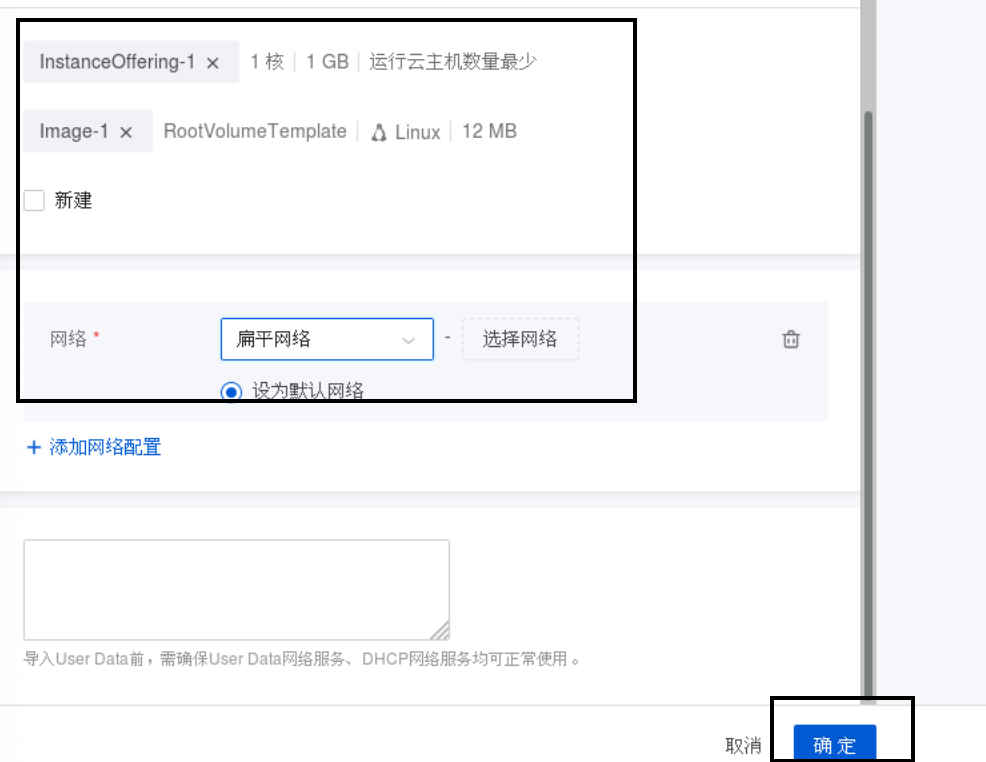 InstanceOffering-1 × 1 核 | 1 GB | 运行云主机数量最少
Image-1 × RootVolumeTemplate | Linux | 12 MB
新建
网络 * 扁平网络 - 选择网络
设为默认网络
+ 添加网络配置
导入User Data前，需确保User Data网络服务、DHCP网络服务均可正常使用。
取消 确定